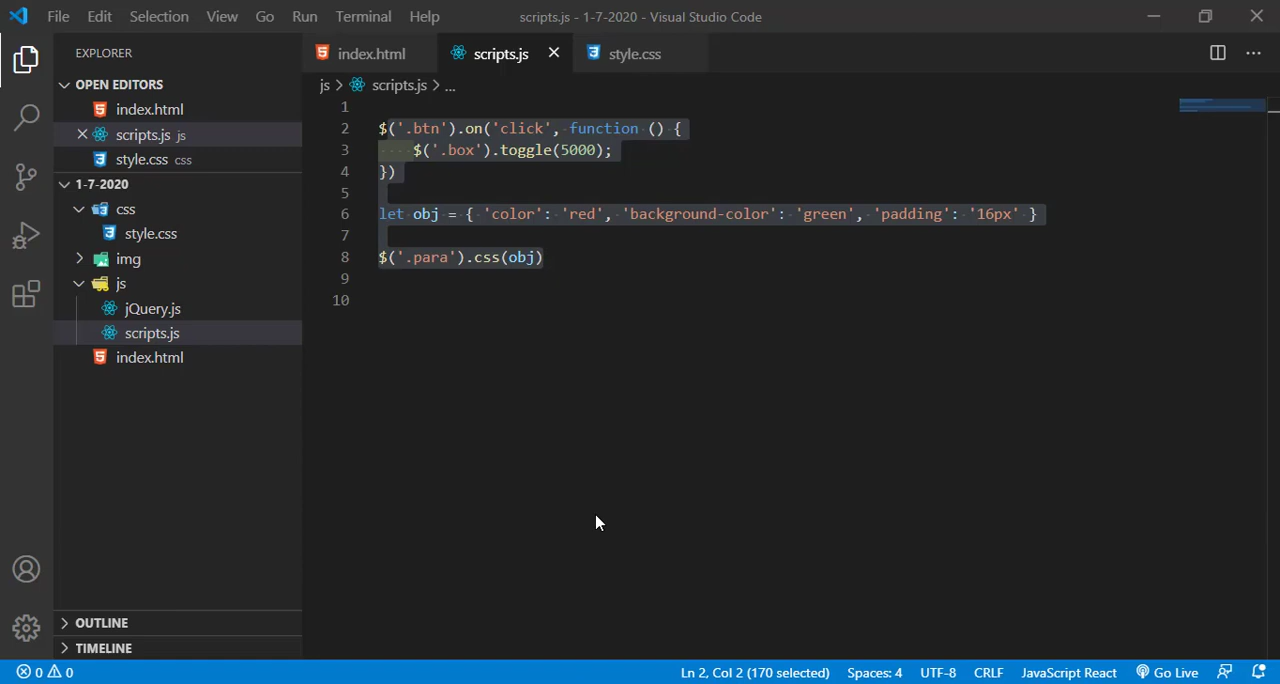 File Edit Selection View Go Run Terminal Help scripts.js - 1-7-2020 - Visual Studio Code
EXPLORER
OPEN EDITORS
index.html
scripts.js js
style.css css
1-7-2020
css
style.css
img
js
jQuery.js
scripts.js
index.html
OUTLINE
TIMELINE
index.html scripts.js style.css
js > scripts.js > ...
1
2 $('.btn').on('click', function () {
3 $('.box').toggle(5000);
4 })
5
6 let obj = { 'color': 'red', 'background-color': 'green', 'padding': '16px' }
7
8 $('.para').css(obj)
9
10
0 0 Ln 2, Col 2 (170 selected) Spaces: 4 UTF-8 CRLF JavaScript React Go Live